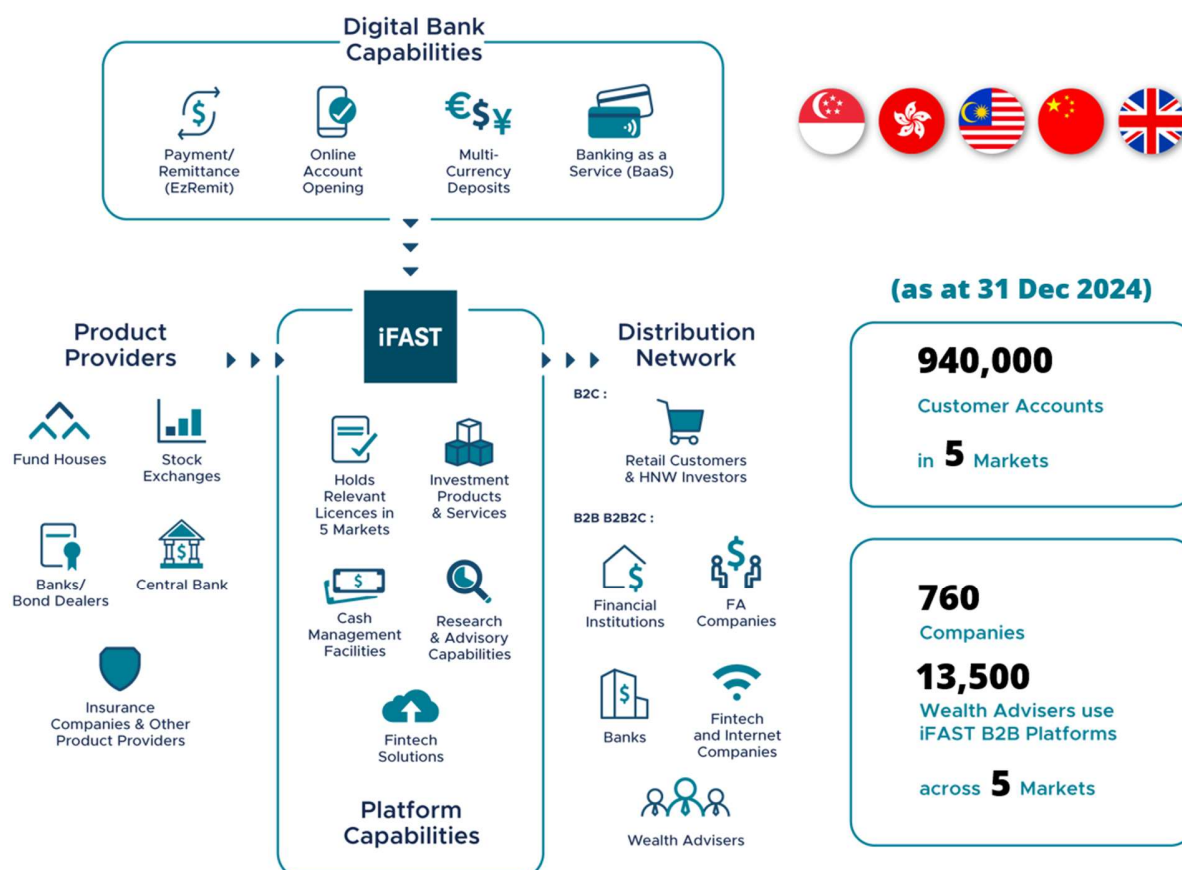 Digital Bank
Capabilities
Payment/
Remittance
(EzRemit)
Online
Account
Opening
Multi-
Currency
Deposits
Banking as a
Service (BaaS)
Product
Providers
Fund Houses
Stock
Exchanges
Banks/
Bond Dealers
Central Bank
Insurance
Companies & Other
Product Providers
iFAST
Holds
Relevant
Licences in
5 Markets
Investment
Products
& Services
Cash
Management
Facilities
Research
& Advisory
Capabilities
Fintech
Solutions
Platform
Capabilities
Distribution
Network
B2C :
Retail Customers
& HNW Investors
B2B B2B2C :
Financial
Institutions
FA
Companies
Banks
Fintech
and Internet
Companies
Wealth Advisers
(as at 31 Dec 2024)
940,000
Customer Accounts
in 5 Markets
760
Companies
13,500
Wealth Advisers use
iFAST B2B Platforms
across 5 Markets